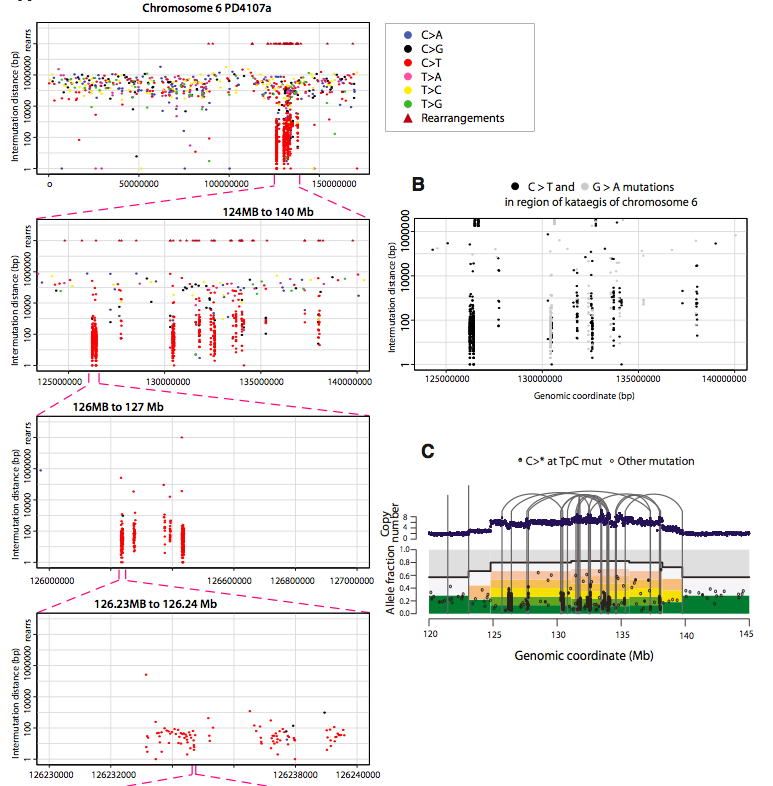 Chromosome 6 PD4107a
Intermutation distance (bp)
1 100 10000 1000000 rearrs
0 50000000 100000000 150000000
C>A
C>G
C>T
T>A
T>C
T>G
Rearrangements
124MB to 140 Mb
Intermutation distance (bp)
1 100 10000 1000000 rearrs
125000000 130000000 135000000 140000000
126MB to 127 Mb
Intermutation distance (bp)
1 100 10000 1000000 rearrs
126000000 126600000 126800000 127000000
126.23MB to 126.24 Mb
Intermutation distance (bp)
1 100 10000 1000000 rearrs
126230000 126232000 126238000 126240000
B
C > T and G > A mutations
in region of kataegis of chromosome 6
Intermutation distance (bp)
1 100 10000 1000000
125000000 130000000 135000000 140000000
Genomic coordinate (bp)
C
C>* at TpC mut Other mutation
Copy
number
8
4
0
Allele fraction
1.0
0.8
0.6
0.4
0.2
0.0
120 125 130 135 140 145
Genomic coordinate (Mb)